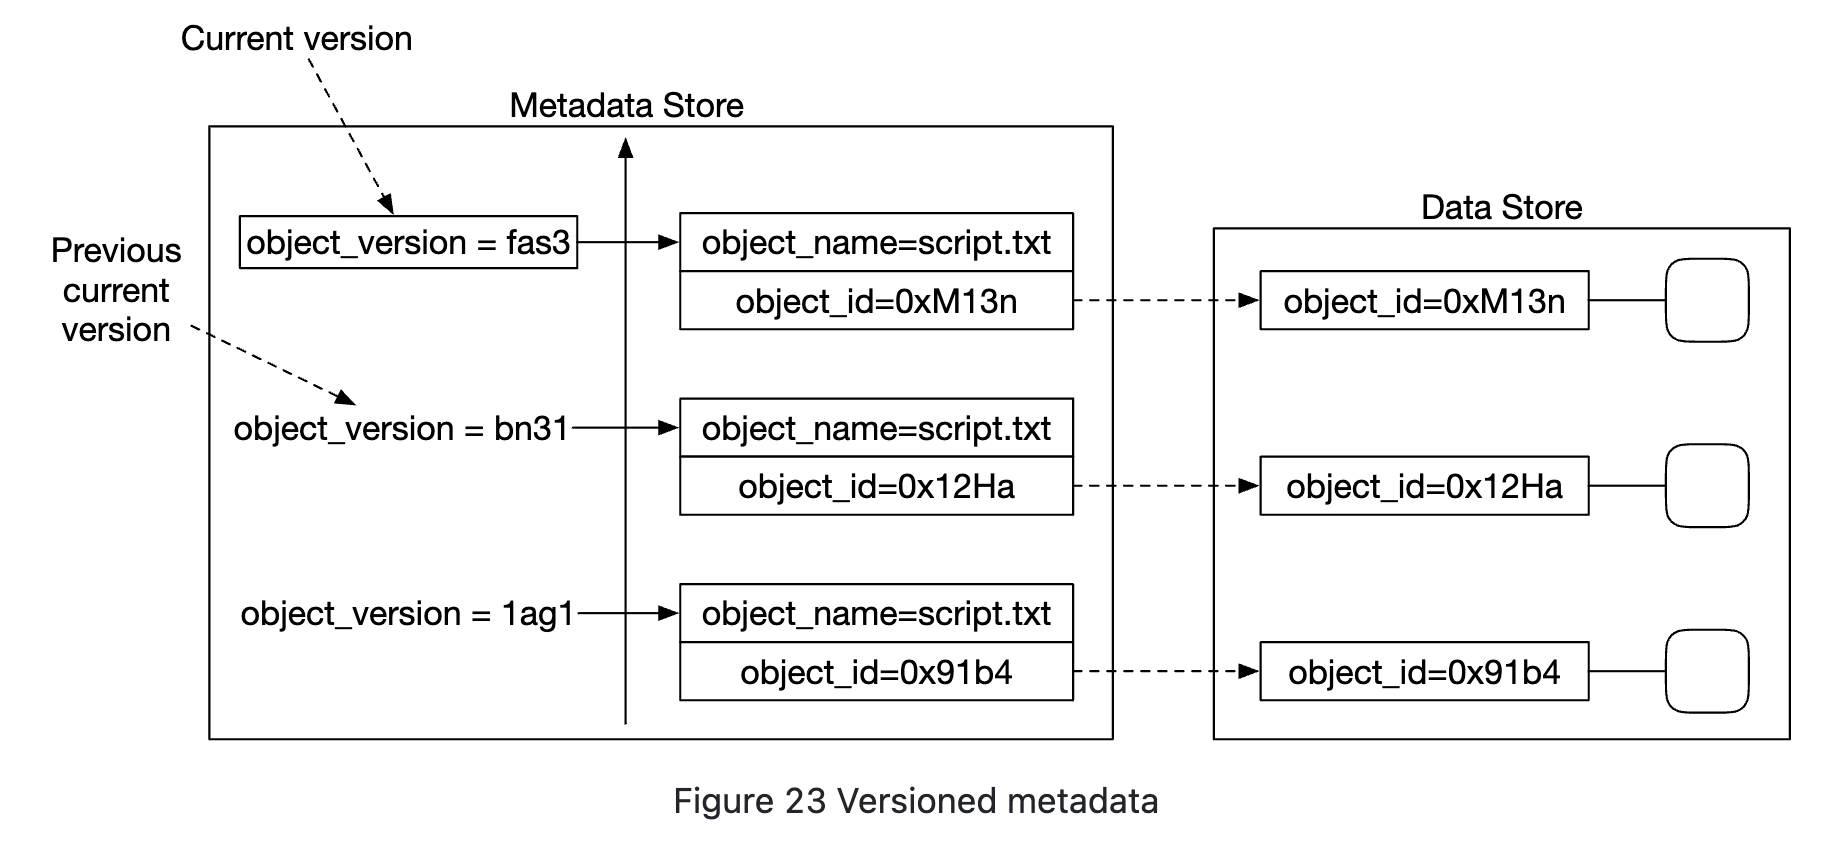 Current version
Metadata Store
Data Store
Previous
current
version
object_version = fas3
object_name=script.txt
object_id=0xM13n
object_id=0xM13n
object_version = bn31
object_name=script.txt
object_id=0x12Ha
object_id=0x12Ha
object_version = 1ag1
object_name=script.txt
object_id=0x91b4
object_id=0x91b4
Figure 23 Versioned metadata